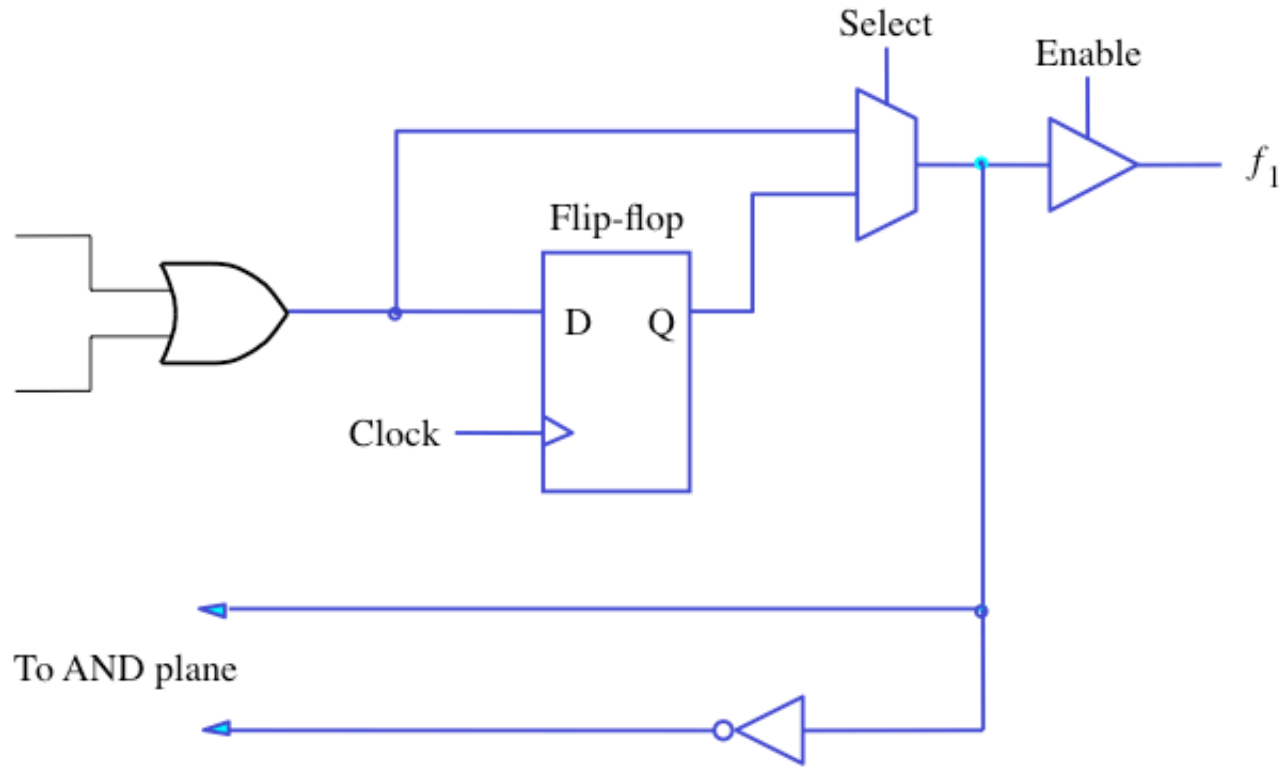 Select
Enable
f1
Flip-flop
D Q
Clock
To AND plane